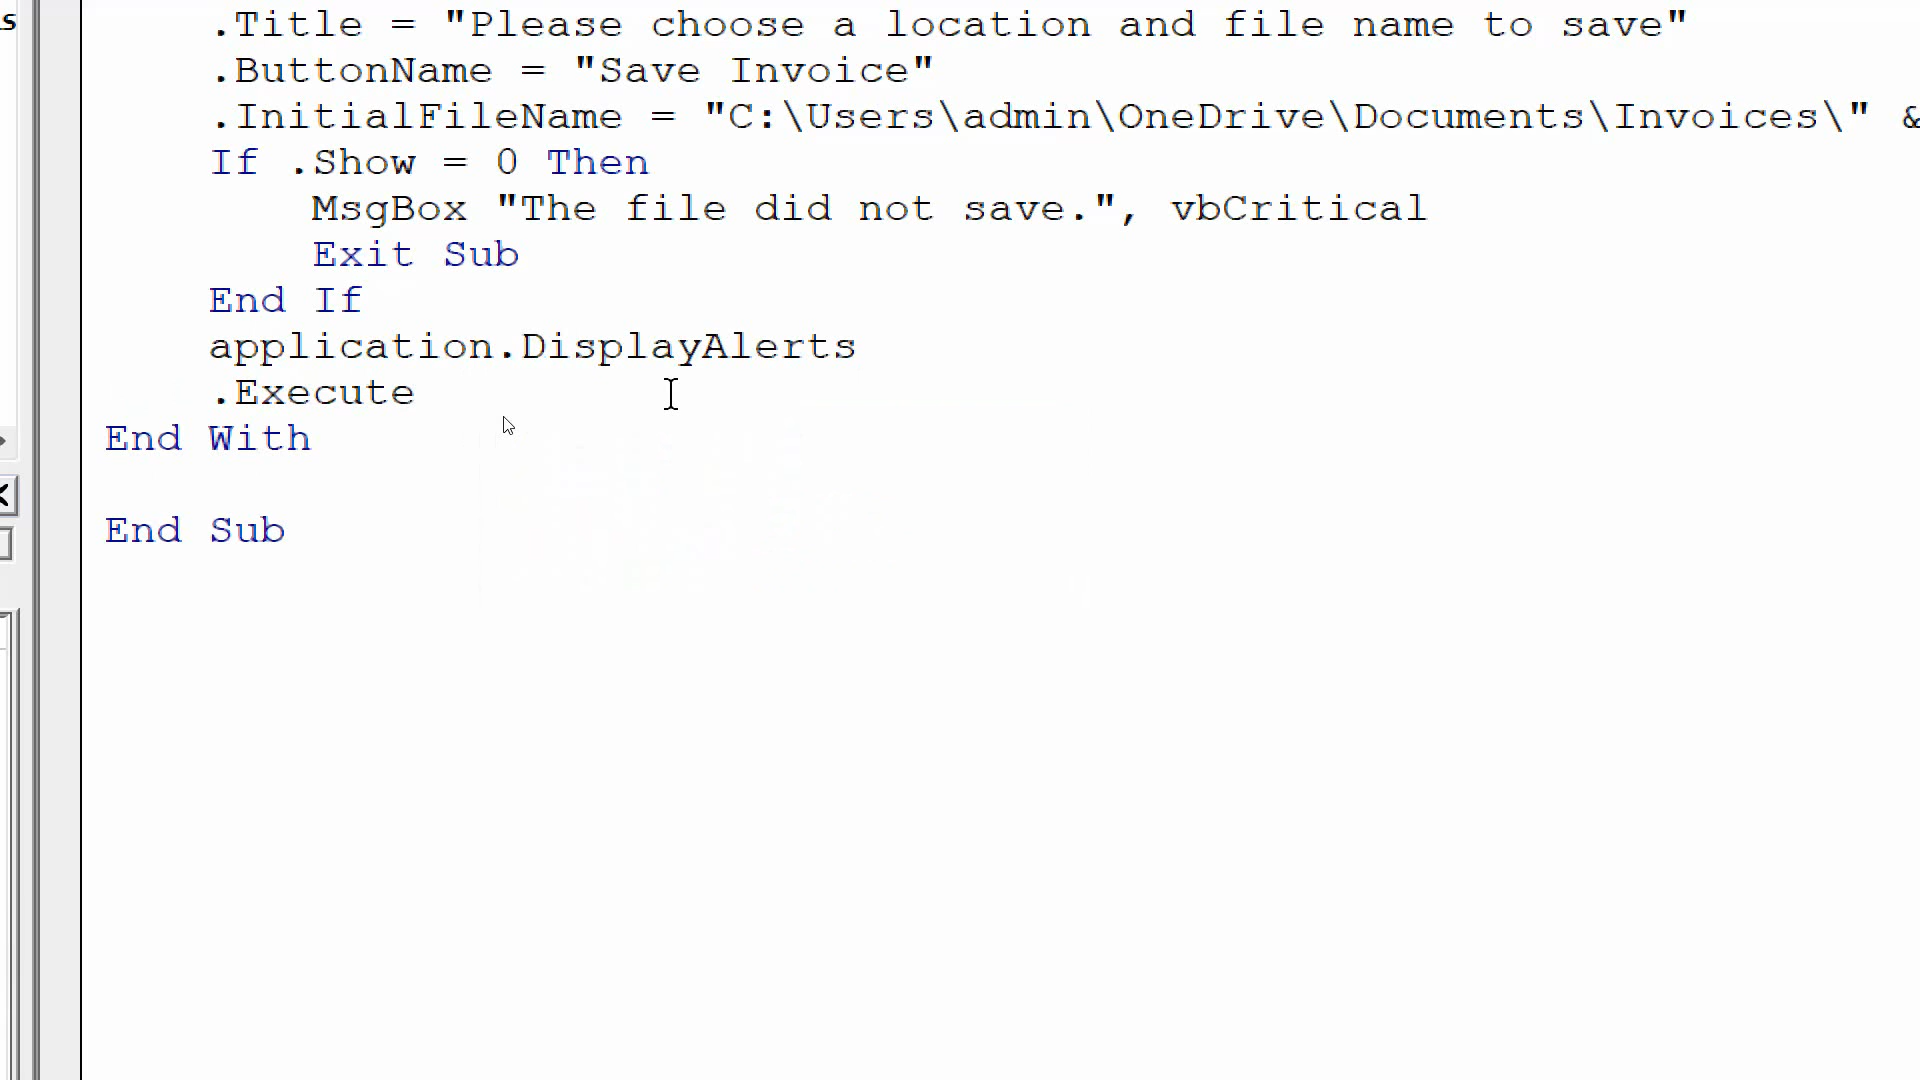 .Title = "Please choose a location and file name to save"
.ButtonName = "Save Invoice"
.InitialFileName = "C:\Users\admin\OneDrive\Documents\Invoices\" &
If .Show = 0 Then
MsgBox "The file did not save.", vbCritical
Exit Sub
End If
application.DisplayAlerts
.Execute
End With
End Sub